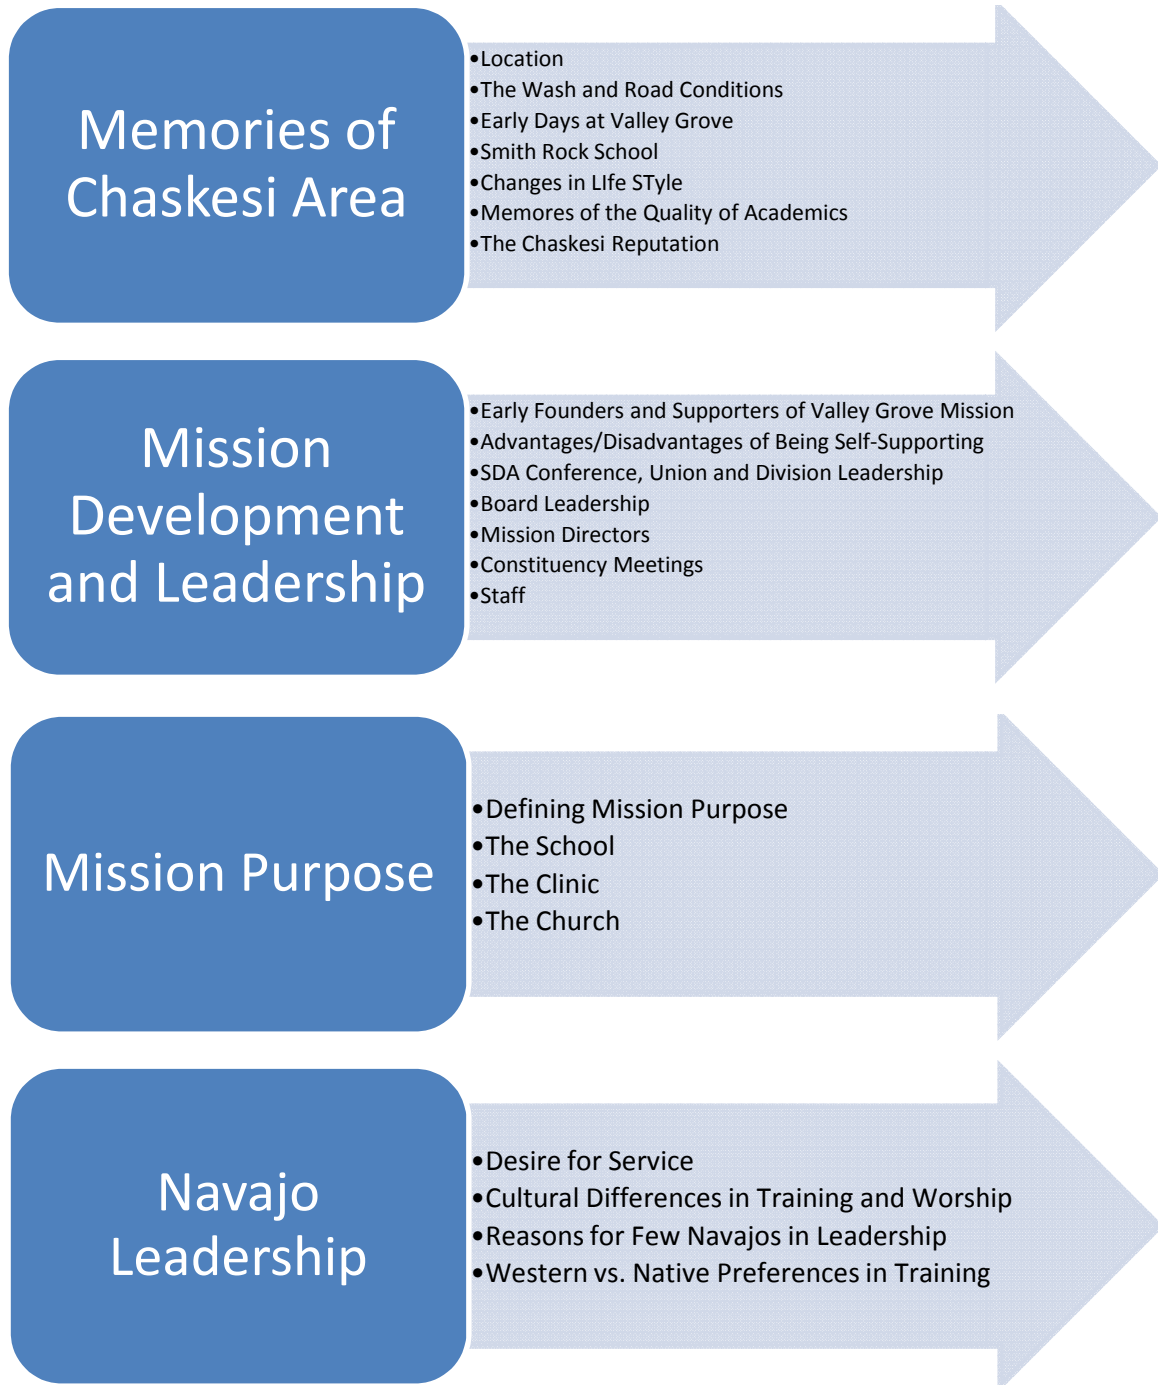 Memories of
Chaskesi Area
•Location
•The Wash and Road Conditions
•Early Days at Valley Grove
•Smith Rock School
•Changes in LIfe STyle
•Memores of the Quality of Academics
•The Chaskesi Reputation
Mission
Development
and Leadership
•Early Founders and Supporters of Valley Grove Mission
•Advantages/Disadvantages of Being Self-Supporting
•SDA Conference, Union and Division Leadership
•Board Leadership
•Mission Directors
•Constituency Meetings
•Staff
Mission Purpose
•Defining Mission Purpose
•The School
•The Clinic
•The Church
Navajo
Leadership
•Desire for Service
•Cultural Differences in Training and Worship
•Reasons for Few Navajos in Leadership
•Western vs. Native Preferences in Training